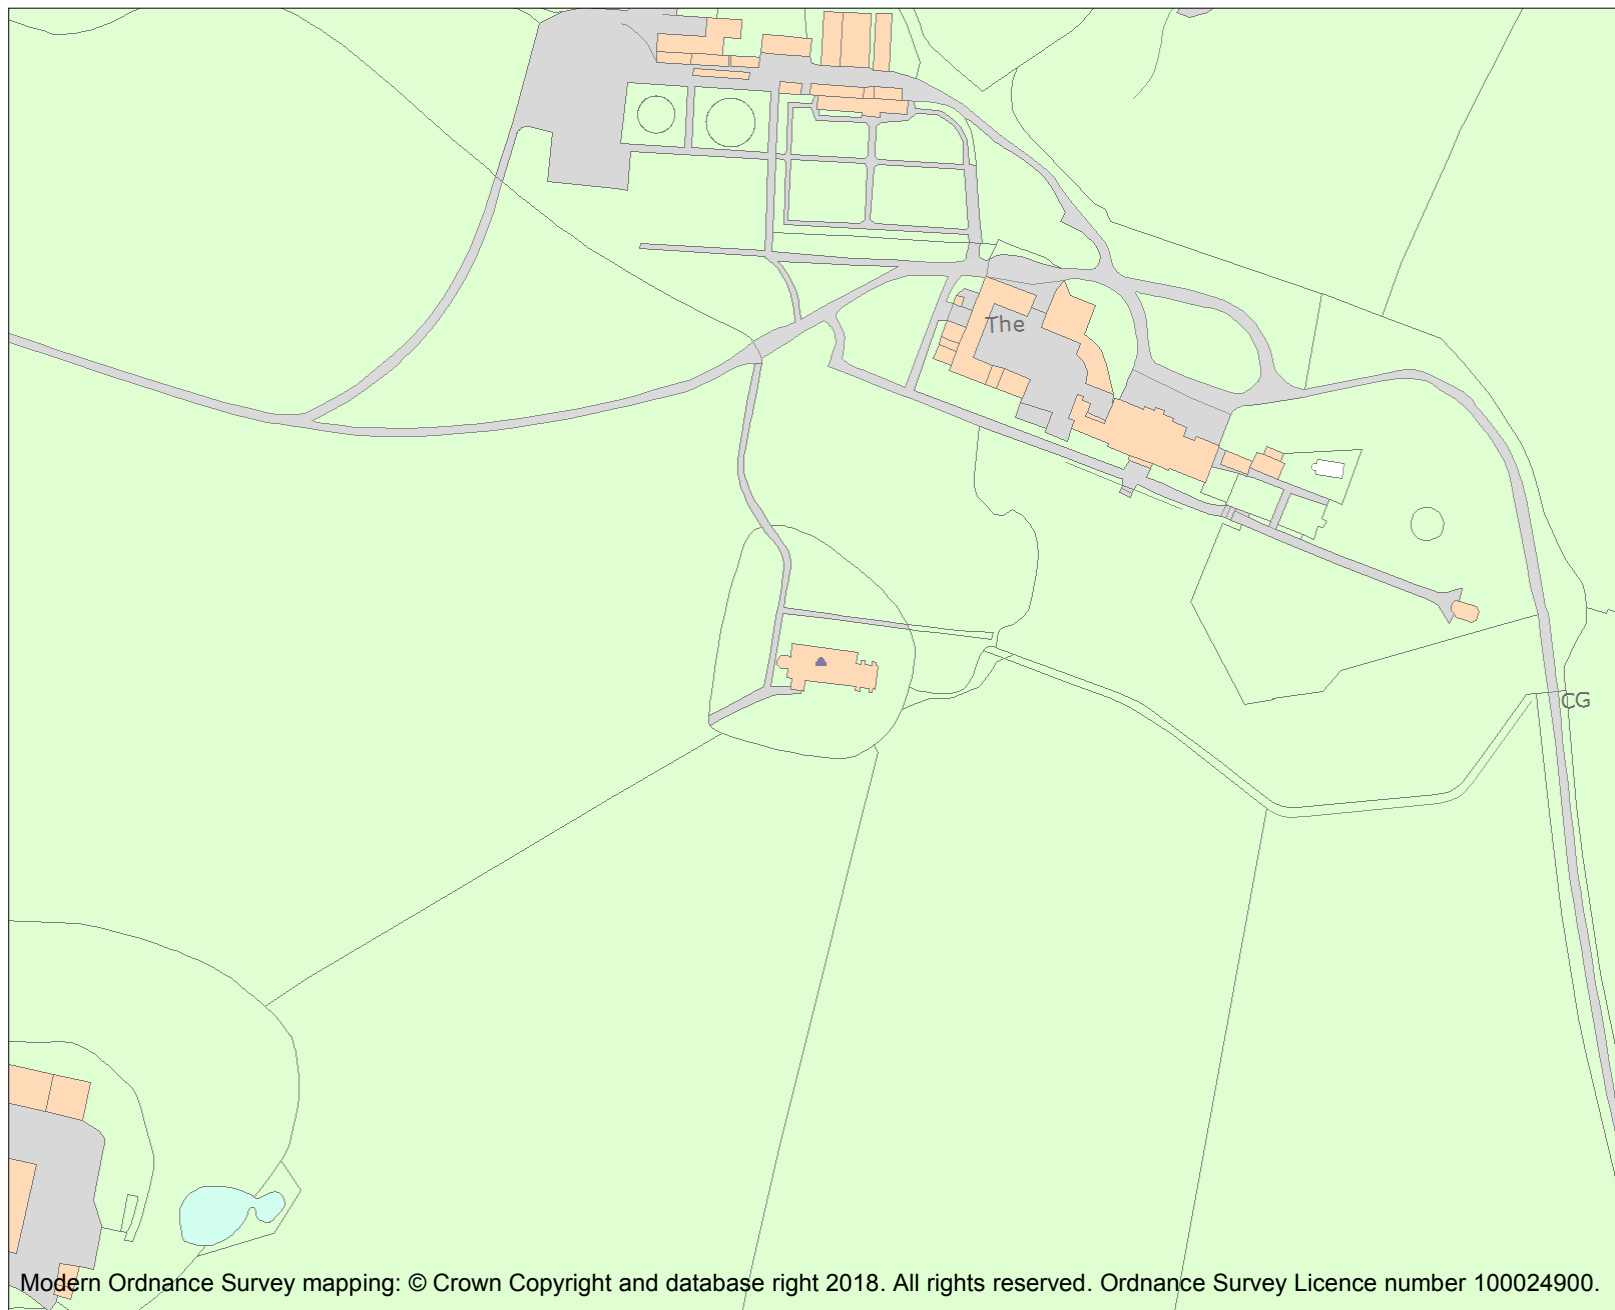 The
CG
Modern Ordnance Survey mapping: © Crown Copyright and database right 2018. All rights reserved. Ordnance Survey Licence number 100024900.